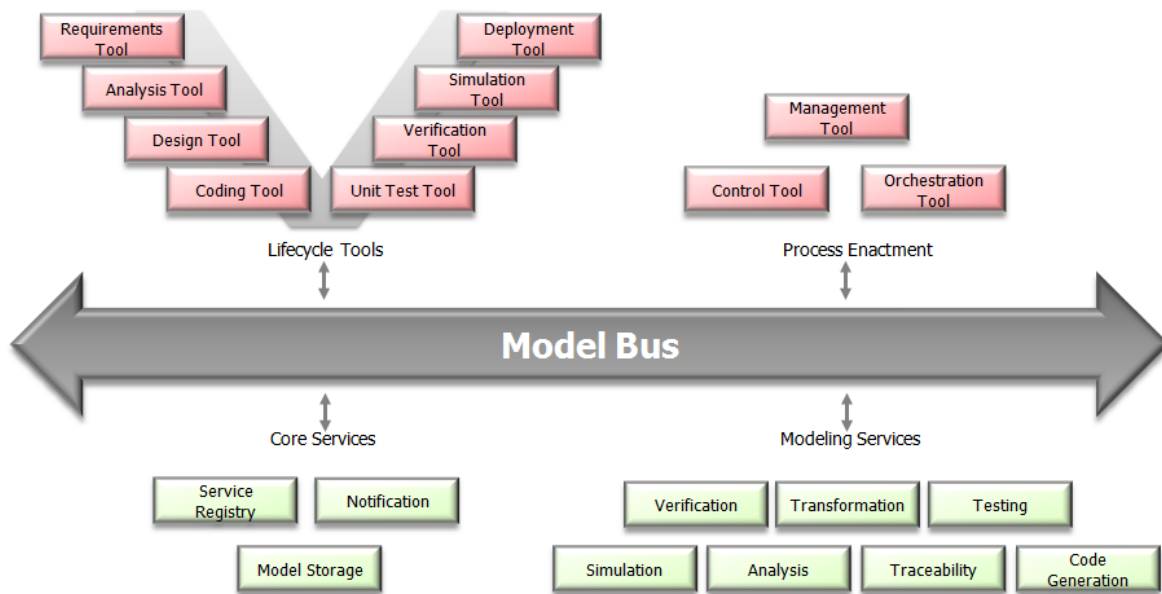 Requirements
Tool
Deployment
Tool
Analysis Tool
Simulation
Tool
Management
Tool
Design Tool
Verification
Tool
Coding Tool
Unit Test Tool
Control Tool
Orchestration
Tool
Lifecycle Tools
Process Enactment
Model Bus
Core Services
Modeling Services
Service
Registry
Notification
Verification
Transformation
Testing
Model Storage
Simulation
Analysis
Traceability
Code
Generation